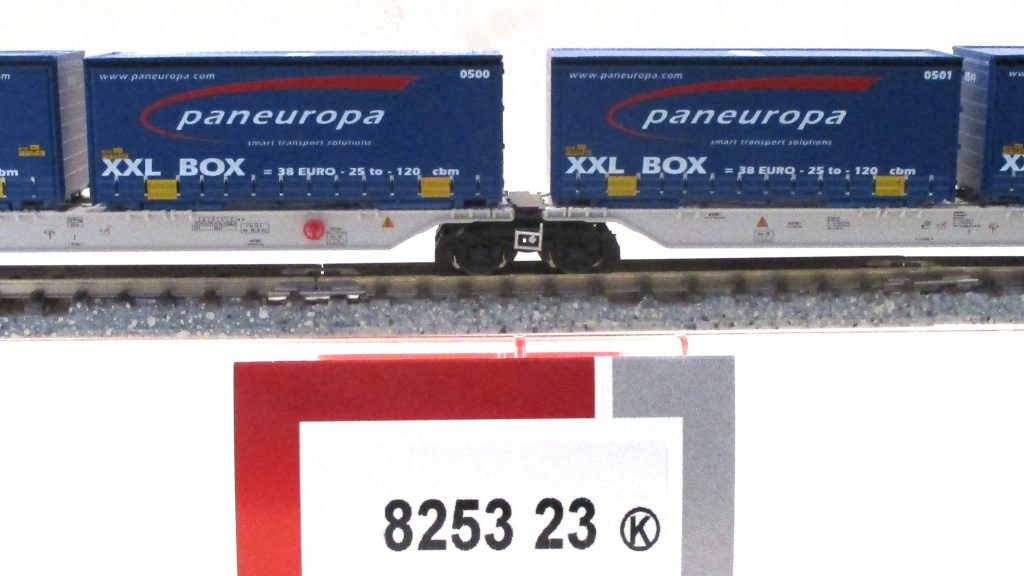 www.paneuropa.com 0500
paneuropa
smart transport solutions
XXL BOX = 38 EURO - 25 to - 120 cbm
www.paneuropa.com 0501
paneuropa
smart transport solutions
XXL BOX = 38 EURO - 25 to - 120 cbm
8253 23 K